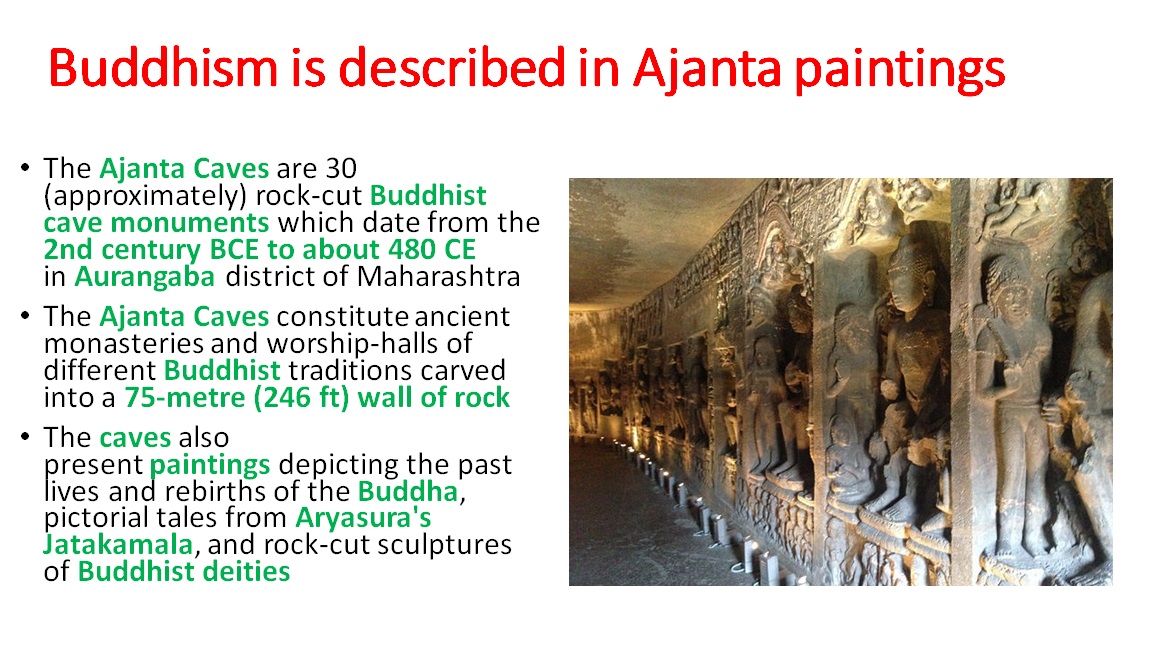 Buddhism is described in Ajanta paintings
• The Ajanta Caves are 30
(approximately) rock-cut Buddhist
cave monuments which date from the
2nd century BCE to about 480 CE
in Aurangaba district of Maharashtra
• The Ajanta Caves constitute ancient
monasteries and worship-halls of
different Buddhist traditions carved
into a 75-metre (246 ft) wall of rock
• The caves also
present paintings depicting the past
lives and rebirths of the Buddha,
pictorial tales from Aryasura's
Jatakamala, and rock-cut sculptures
of Buddhist deities